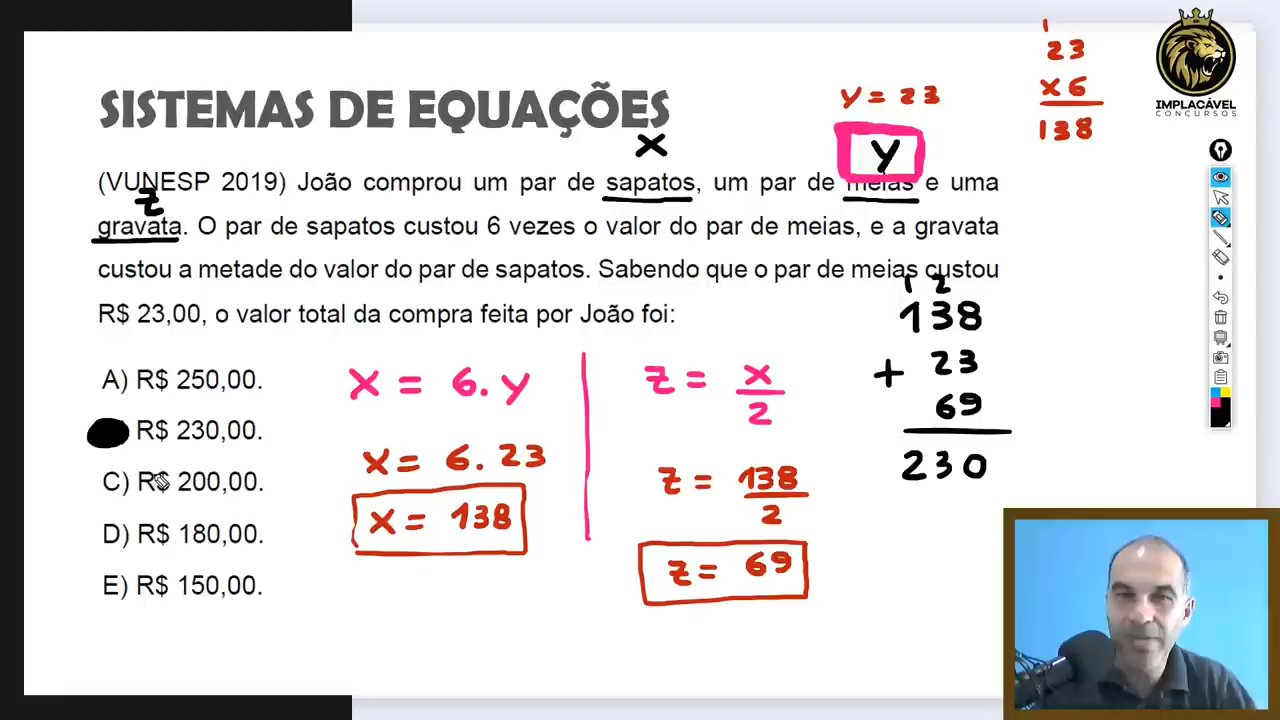 SISTEMAS DE EQUAÇÕES
x
y = 23
y
1
23
x 6
138
IMPLACÁVEL
CONCURSOS
(VUNESP 2019) João comprou um par de sapatos, um par de meias e uma
z
gravata. O par de sapatos custou 6 vezes o valor do par de meias, e a gravata
custou a metade do valor do par de sapatos. Sabendo que o par de meias custou
R$ 23,00, o valor total da compra feita por João foi:
A) R$ 250,00.
R$ 230,00.
C) R$ 200,00.
D) R$ 180,00.
E) R$ 150,00.
x = 6. y
x = 6. 23
x = 138
z = x
2
z = 138
2
z = 69
1 2
138
+ 23
69
230